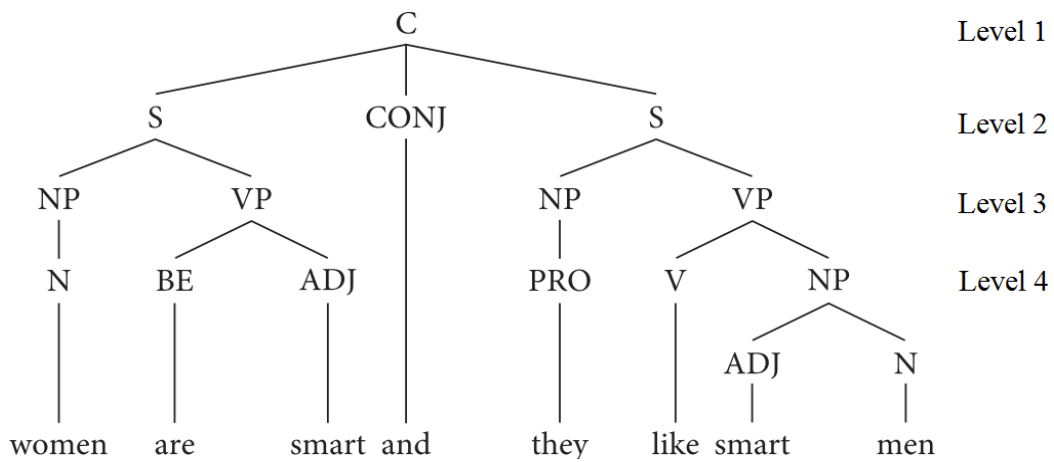 C Level 1
S CONJ S Level 2
NP VP NP VP Level 3
N BE ADJ PRO V NP Level 4
ADJ N
women are smart and they like smart men